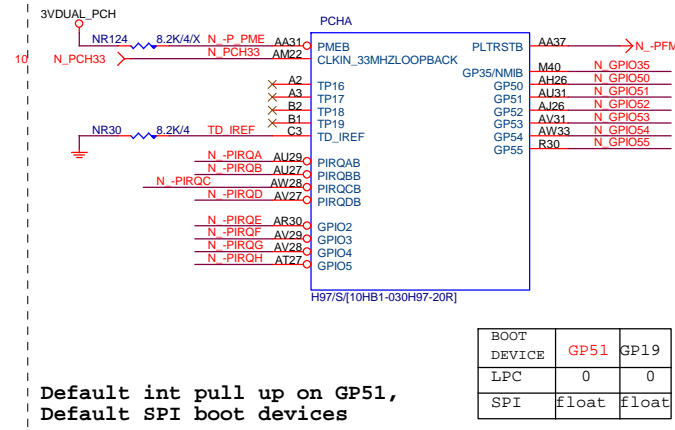 3VDUAL_PCH
PCHA
NR124 8.2K/4/X N_-P_PME AA31 PMEB
10 N_PCH33 N_PCH33 AM22 CLKIN_33MHZLOOPBACK
A2 TP16
A3 TP17
B2 TP18
B1 TP19
NR30 8.2K/4 TD_IREF C3 TD_IREF
N_-PIRQA AU29 PIRQAB
N_-PIRQB AU27 PIRQBB
N_-PIRQC AW28 PIRQCB
N_-PIRQD AV27 PIRQDB
N_-PIRQE AR30 GPIO2
N_-PIRQF AV29 GPIO3
N_-PIRQG AV28 GPIO4
N_-PIRQH AT27 GPIO5
PLTRSTB AA37 N_-PFM
GP35/NMIB M40 N_GPIO35
GP50 AH26 N_GPIO50
GP51 AU31 N_GPIO51
GP52 AJ26 N_GPIO52
GP53 AV31 N_GPIO53
GP54 AW33 N_GPIO54
GP55 R30 N_GPIO55
H97/S/[10HB1-030H97-20R]
BOOT
DEVICE GP51 GP19
LPC 0 0
SPI float float
Default int pull up on GP51,
Default SPI boot devices